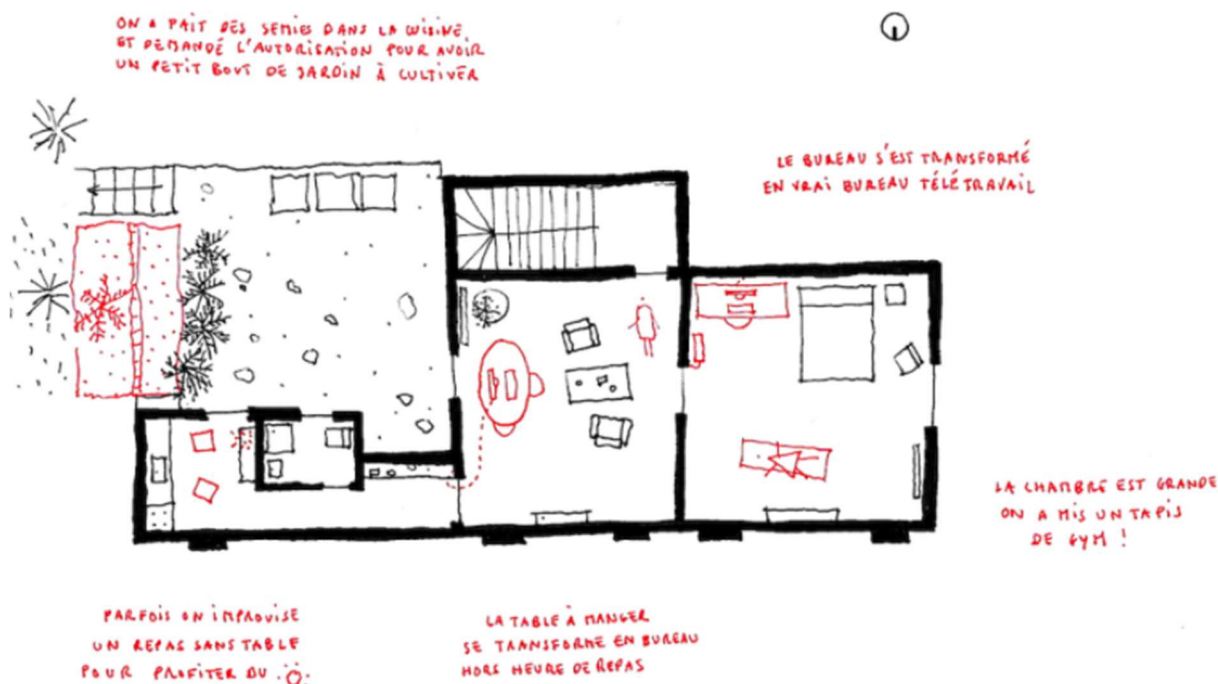 ON A FAIT DES SEMIES DANS LA CUISINE
ET DEMANDÉ L'AUTORISATION POUR AVOIR
UN PETIT BOUT DE JARDIN À CULTIVER
LE BUREAU S'EST TRANSFORMÉ
EN VRAI BUREAU TÉLÉTRAVAIL
LA CHAMBRE EST GRANDE
ON A MIS UN TAPIS
DE GYM !
PARFOIS ON IMPROVISE
UN REPAS SANS TABLE
POUR PROFITER DU
LA TABLE À MANGER
SE TRANSFORME EN BUREAU
HORS HEURE DE REPAS